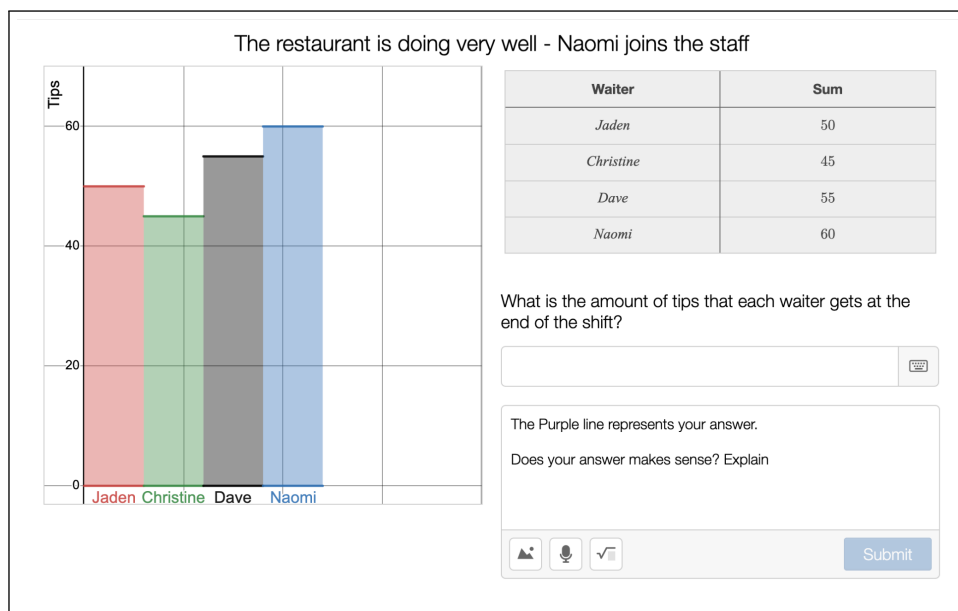 The restaurant is doing very well - Naomi joins the staff
Tips
60
40
20
0
Jaden Christine Dave Naomi
Waiter Sum
Jaden 50
Christine 45
Dave 55
Naomi 60
What is the amount of tips that each waiter gets at the
end of the shift?
The Purple line represents your answer.
Does your answer makes sense? Explain
√
Submit